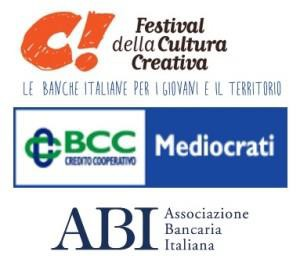 C!
Festival
della Cultura
Creativa
LE BANCHE ITALIANE PER I GIOVANI E IL TERRITORIO
BCC
CREDITO COOPERATIVO
Mediocrati
ABI
Associazione
Bancaria
Italiana